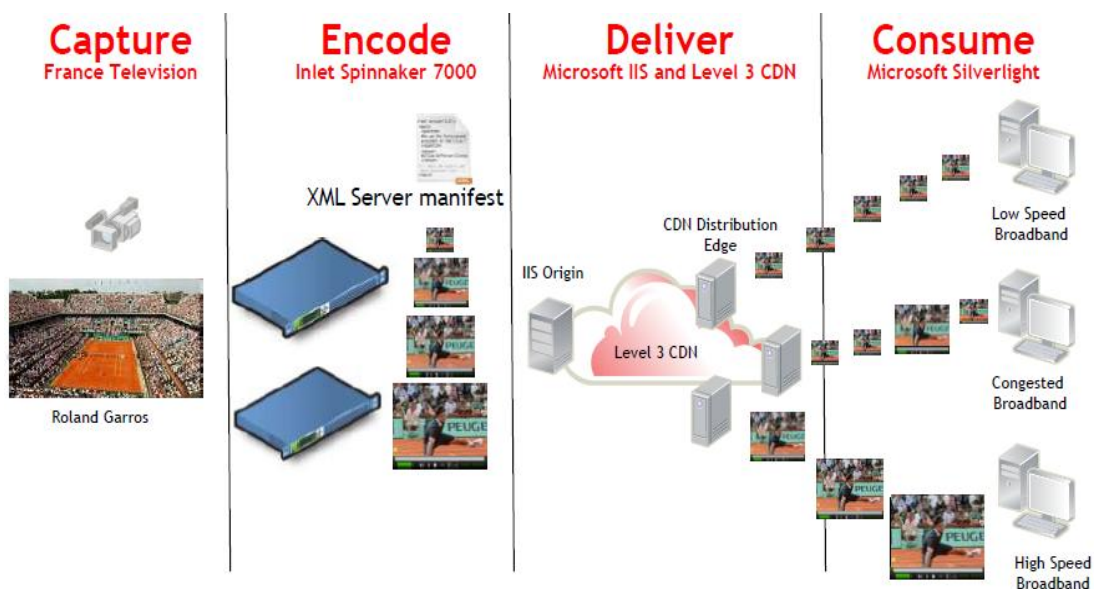 Capture
France Television
Encode
Inlet Spinnaker 7000
Deliver
Microsoft IIS and Level 3 CDN
Consume
Microsoft Silverlight
XML Server manifest
Roland Garros
IIS Origin
CDN Distribution
Edge
Level 3 CDN
Low Speed
Broadband
Congested
Broadband
High Speed
Broadband
PEUGE
PEUGE
PEUGE